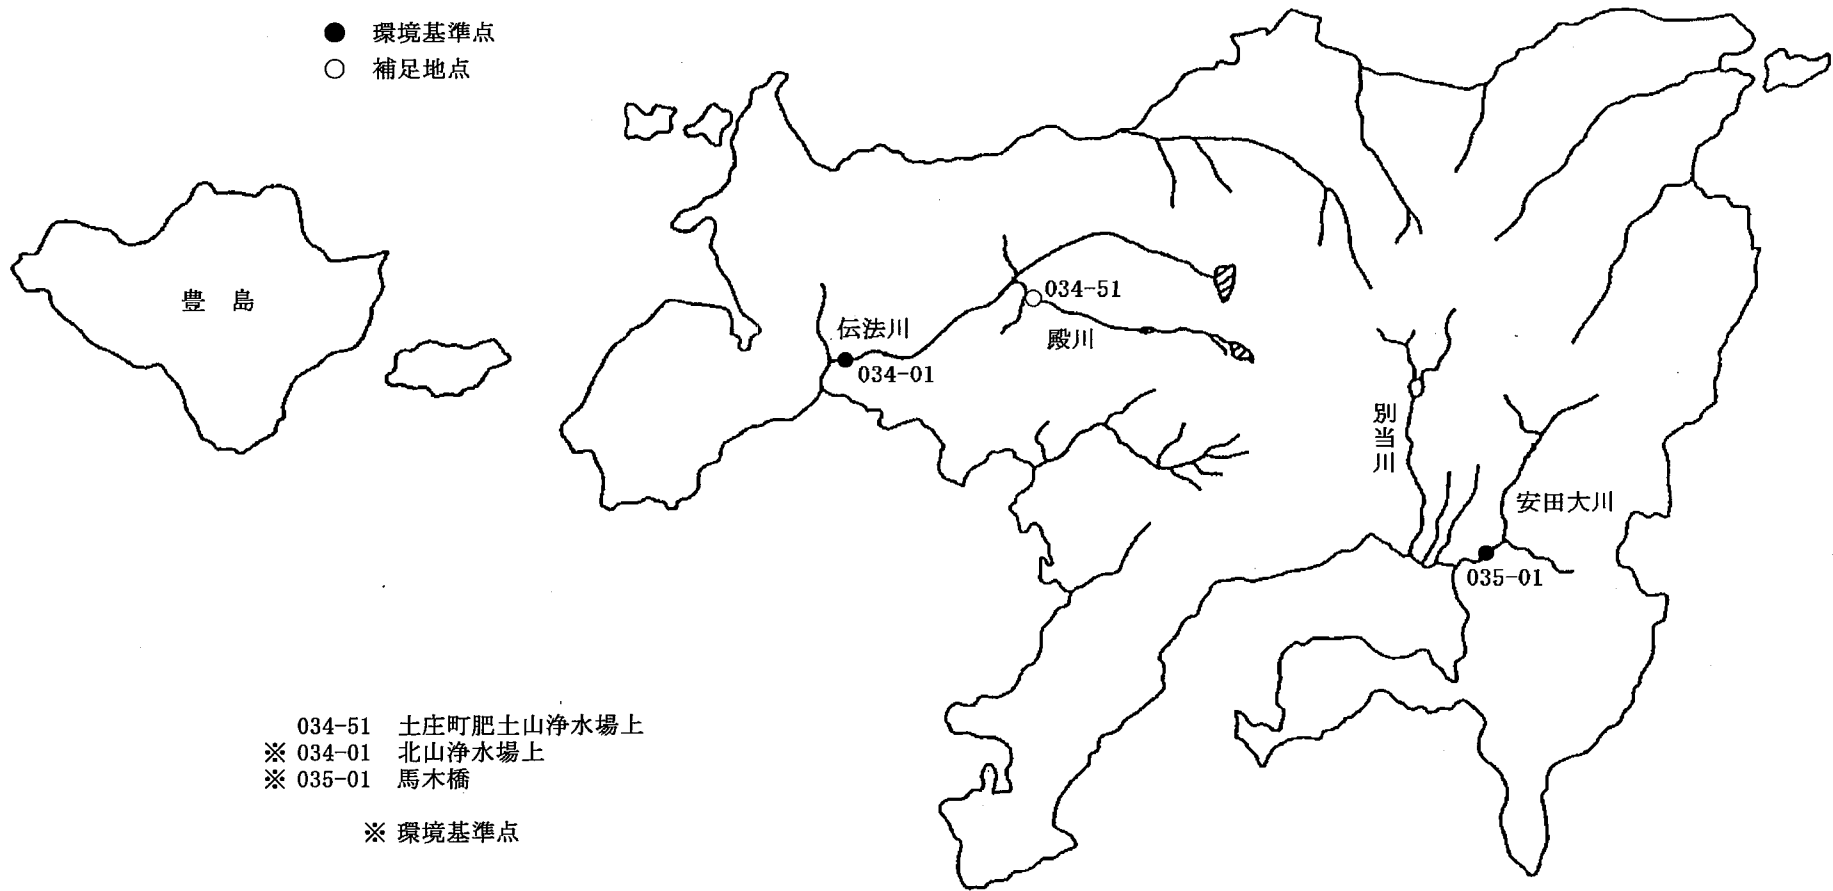 ● 環境基準点
○ 補足地点
豊島
034-51
伝法川
殿川
034-01
別当川
安田大川
035-01
034-51 土庄町肥土山浄水場上
※ 034-01 北山浄水場上
※ 035-01 馬木橋
※ 環境基準点